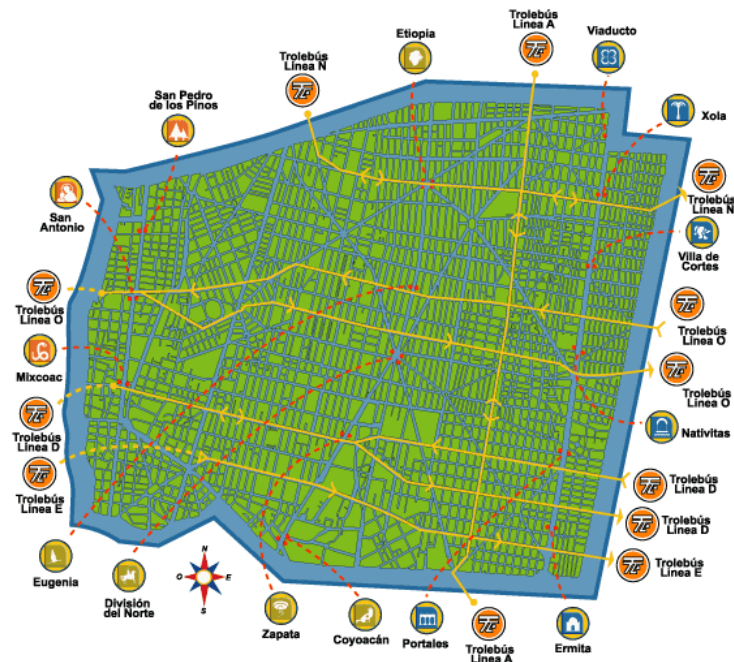 Trolebús
Línea A
Etiopia
Viaducto
Trolebús
Línea N
San Pedro
de los Pinos
Xola
San
Antonio
Trolebús
Línea N
Villa de
Cortes
Trolebús
Línea O
Trolebús
Línea O
Mixcoac
Trolebús
Línea O
Trolebús
Línea D
Nativitas
Trolebús
Línea E
Trolebús
Línea D
Trolebús
Línea D
Trolebús
Línea E
Eugenia
División
del Norte
N
O
E
S
Zapata
Coyoacán
Portales
Trolebús
Línea A
Ermita